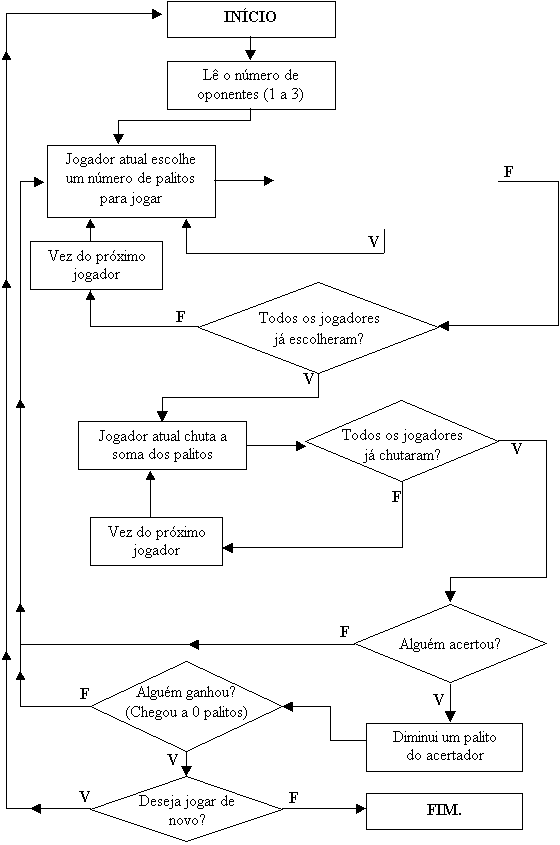 INÍCIO
Lê o número de
oponentes (1 a 3)
Jogador atual escolhe
um número de palitos
para jogar
F
V
Vez do próximo
jogador
F
Todos os jogadores
já escolheram?
V
Jogador atual chuta a
soma dos palitos
Todos os jogadores
já chutaram?
V
F
Vez do próximo
jogador
F
Alguém acertou?
V
F
Alguém ganhou?
(Chegou a 0 palitos)
Diminui um palito
do acertador
V
V
Deseja jogar de
novo?
F
FIM.